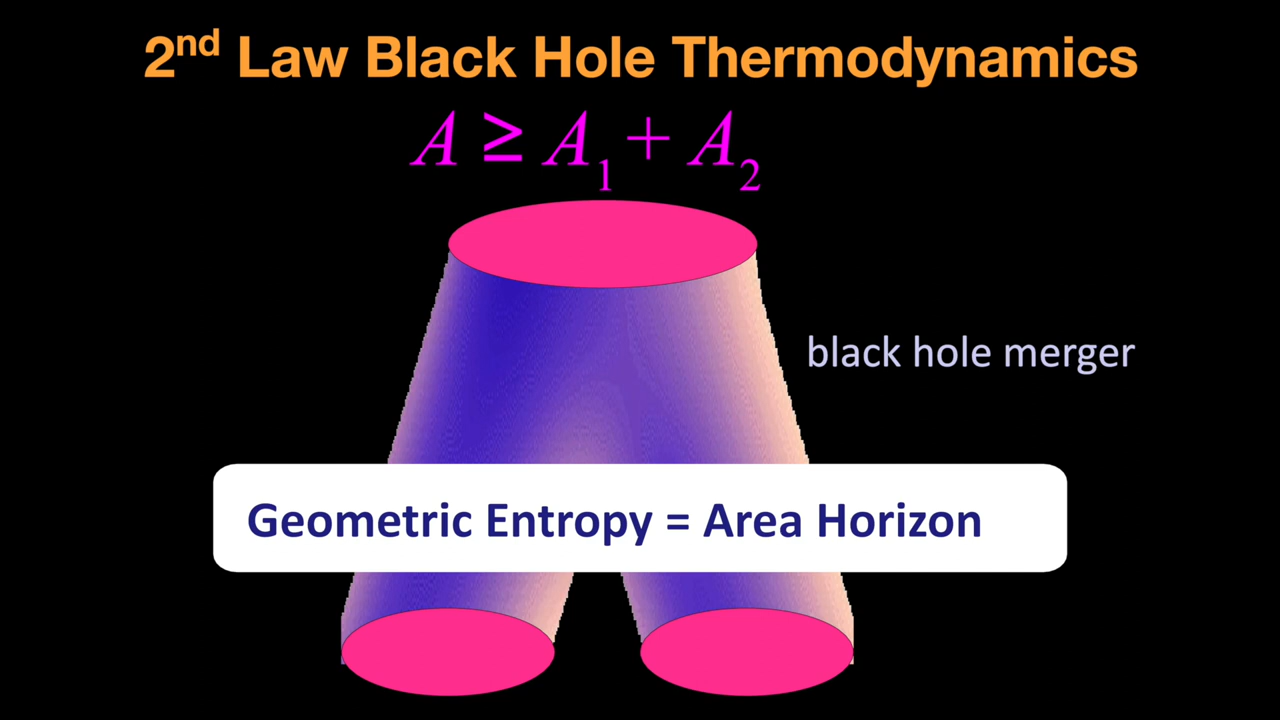 2nd Law Black Hole Thermodynamics
A ≥ A1 + A2
black hole merger
Geometric Entropy = Area Horizon